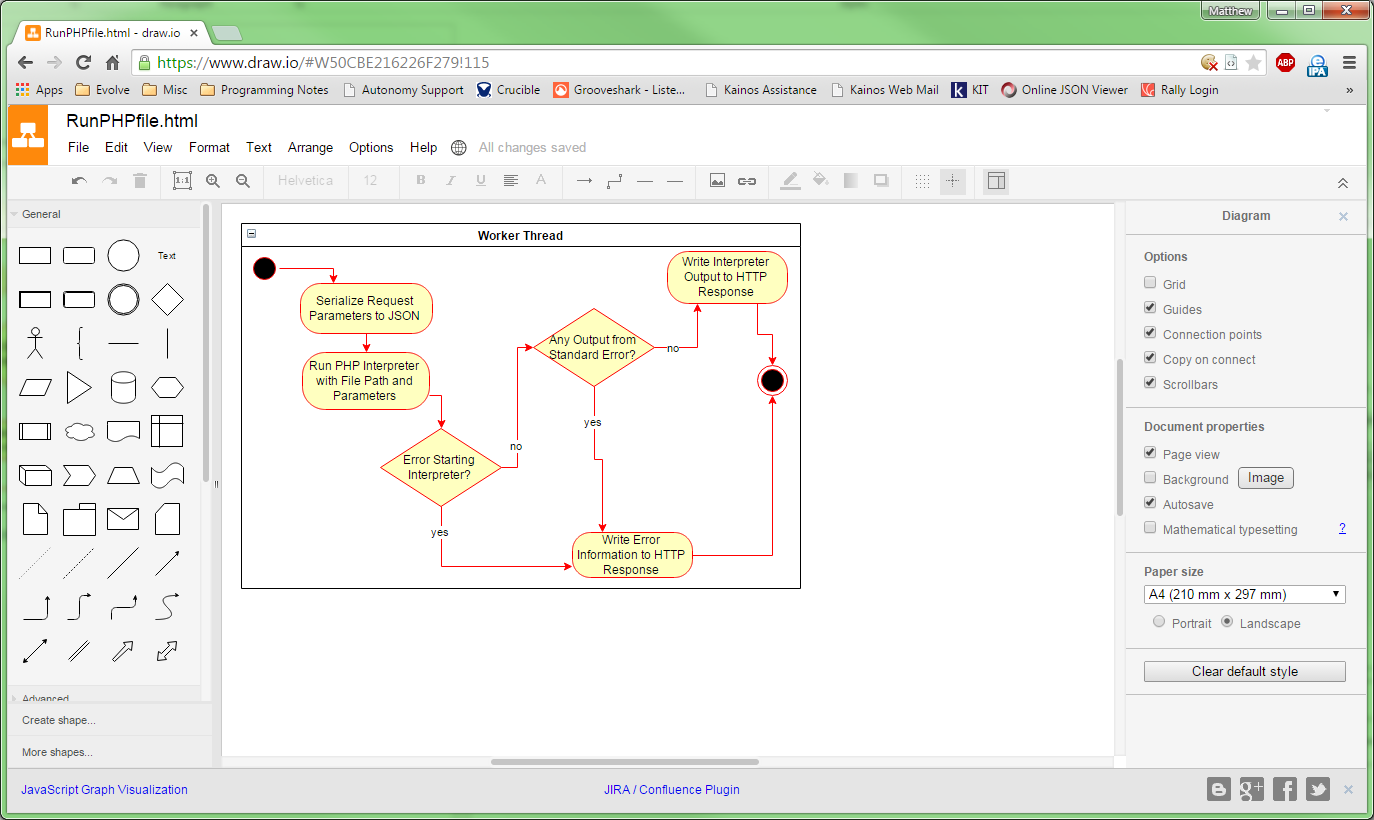 Matthew
RunPHPfile.html - draw.io
https://www.draw.io/#W50CBE216226F279!115
ABP
IPA
Apps
Evolve
Misc
Programming Notes
Autonomy Support
Crucible
Grooveshark - Liste...
Kainos Assistance
Kainos Web Mail
KIT
Online JSON Viewer
Rally Login
»
RunPHPfile.html
File Edit View Format Text Arrange Options Help All changes saved
1:1
Helvetica
12
B I U A
General
Text
Advanced
Create shape...
More shapes...
Worker Thread
Serialize Request
Parameters to JSON
Run PHP Interpreter
with File Path and
Parameters
Error Starting
Interpreter?
no
yes
Any Output from
Standard Error?
no
yes
Write Interpreter
Output to HTTP
Response
Write Error
Information to HTTP
Response
Diagram
Options
Grid
Guides
Connection points
Copy on connect
Scrollbars
Document properties
Page view
Background
Image
Autosave
Mathematical typesetting
?
Paper size
A4 (210 mm x 297 mm)
Portrait
Landscape
Clear default style
JavaScript Graph Visualization
JIRA / Confluence Plugin